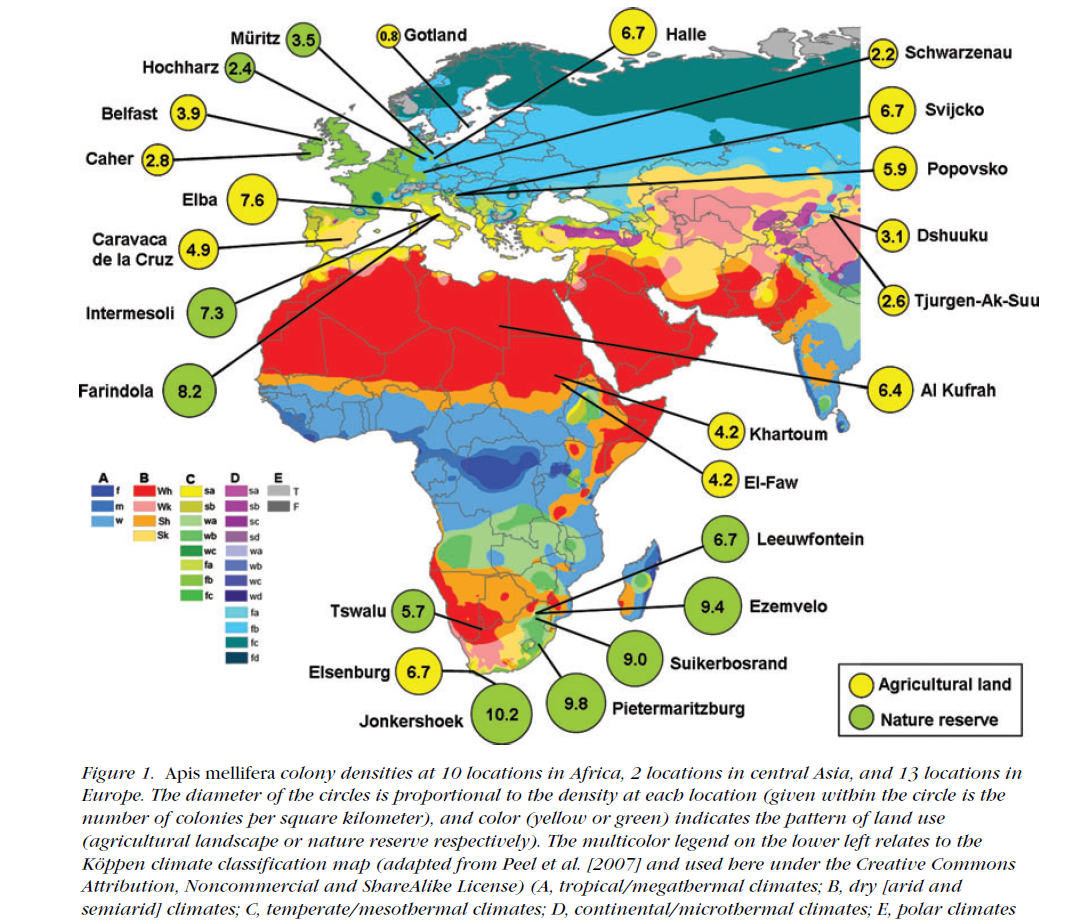 Müritz 3.5
0.8 Gotland
6.7 Halle
Hochharz 2.4
2.2 Schwarzenau
Belfast 3.9
6.7 Svijcko
Caher 2.8
5.9 Popovsko
Elba 7.6
3.1 Dshuuku
Caravaca
de la Cruz 4.9
2.6 Tjurgen-Ak-Suu
Intermesoli 7.3
Farindola 8.2
6.4 Al Kufrah
4.2 Khartoum
4.2 El-Faw
A
f
m
w
B
Wh
Wk
Sh
Sk
C
sa
sb
wa
wb
wc
fa
fb
fc
D
sa
sb
sc
sd
wa
wb
wc
wd
fa
fb
fc
fd
E
T
F
6.7 Leeuwfontein
Tswalu 5.7
9.4 Ezemvelo
9.0 Suikerbosrand
Elsenburg 6.7
Jonkershoek 10.2
9.8 Pietermaritzburg
Agricultural land
Nature reserve
Figure 1. Apis mellifera colony densities at 10 locations in Africa, 2 locations in central Asia, and 13 locations in
Europe. The diameter of the circles is proportional to the density at each location (given within the circle is the
number of colonies per square kilometer), and color (yellow or green) indicates the pattern of land use
(agricultural landscape or nature reserve respectively). The multicolor legend on the lower left relates to the
Köppen climate classification map (adapted from Peel et al. [2007] and used here under the Creative Commons
Attribution, Noncommercial and ShareAlike License) (A, tropical/megathermal climates; B, dry [arid and
semiarid] climates; C, temperate/mesothermal climates; D, continental/microthermal climates; E, polar climates